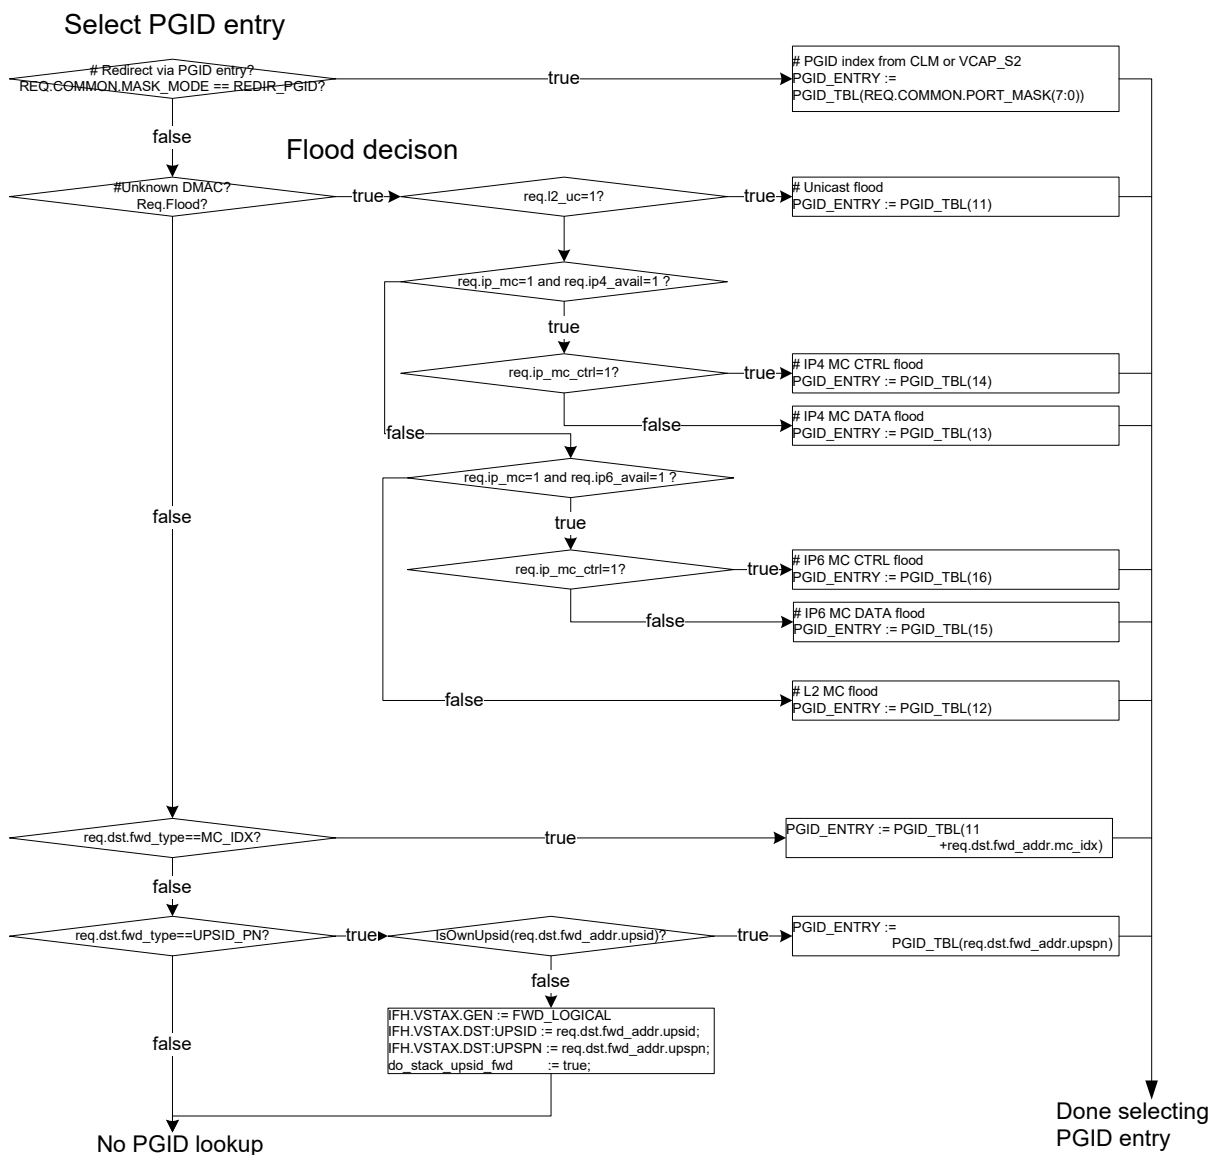 Select PGID entry
# Redirect via PGID entry?
REQ.COMMON.MASK_MODE == REDIR_PGID?
true
# PGID index from CLM or VCAP_S2
PGID_ENTRY :=
PGID_TBL(REQ.COMMON.PORT_MASK(7:0))
false
Flood decison
#Unknown DMAC?
Req.Flood?
true
req.l2_uc=1?
true
# Unicast flood
PGID_ENTRY := PGID_TBL(11)
req.ip_mc=1 and req.ip4_avail=1 ?
true
req.ip_mc_ctrl=1?
true
# IP4 MC CTRL flood
PGID_ENTRY := PGID_TBL(14)
false
# IP4 MC DATA flood
PGID_ENTRY := PGID_TBL(13)
false
req.ip_mc=1 and req.ip6_avail=1 ?
false
true
req.ip_mc_ctrl=1?
true
# IP6 MC CTRL flood
PGID_ENTRY := PGID_TBL(16)
false
# IP6 MC DATA flood
PGID_ENTRY := PGID_TBL(15)
false
# L2 MC flood
PGID_ENTRY := PGID_TBL(12)
req.dst.fwd_type==MC_IDX?
true
PGID_ENTRY := PGID_TBL(11
+req.dst.fwd_addr.mc_idx)
false
req.dst.fwd_type==UPSID_PN?
true
IsOwnUpsid(req.dst.fwd_addr.upsid)?
true
PGID_ENTRY :=
PGID_TBL(req.dst.fwd_addr.upspn)
false
IFH.VSTAX.GEN := FWD_LOGICAL
IFH.VSTAX.DST:UPSID := req.dst.fwd_addr.upsid;
IFH.VSTAX.DST:UPSPN := req.dst.fwd_addr.upspn;
do_stack_upsid_fwd := true;
false
No PGID lookup
Done selecting
PGID entry